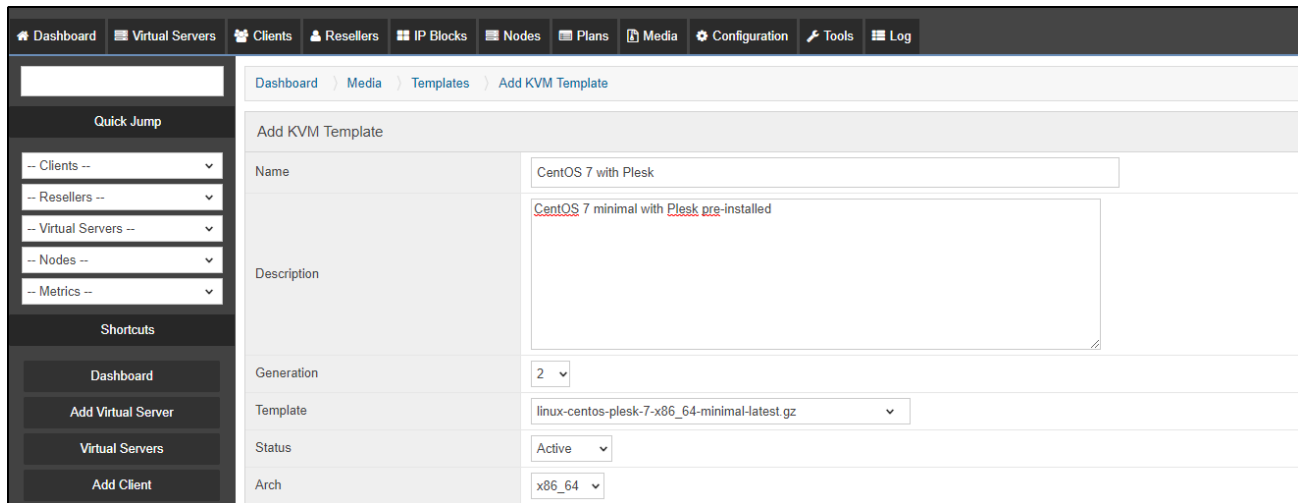 Dashboard Virtual Servers Clients Resellers IP Blocks Nodes Plans Media Configuration Tools Log
Dashboard Media Templates Add KVM Template
Quick Jump
-- Clients --
-- Resellers --
-- Virtual Servers --
-- Nodes --
-- Metrics --
Shortcuts
Dashboard
Add Virtual Server
Virtual Servers
Add Client
Add KVM Template
Name CentOS 7 with Plesk
Description CentOS 7 minimal with Plesk pre-installed
Generation 2
Template linux-centos-plesk-7-x86_64-minimal-latest.gz
Status Active
Arch x86_64